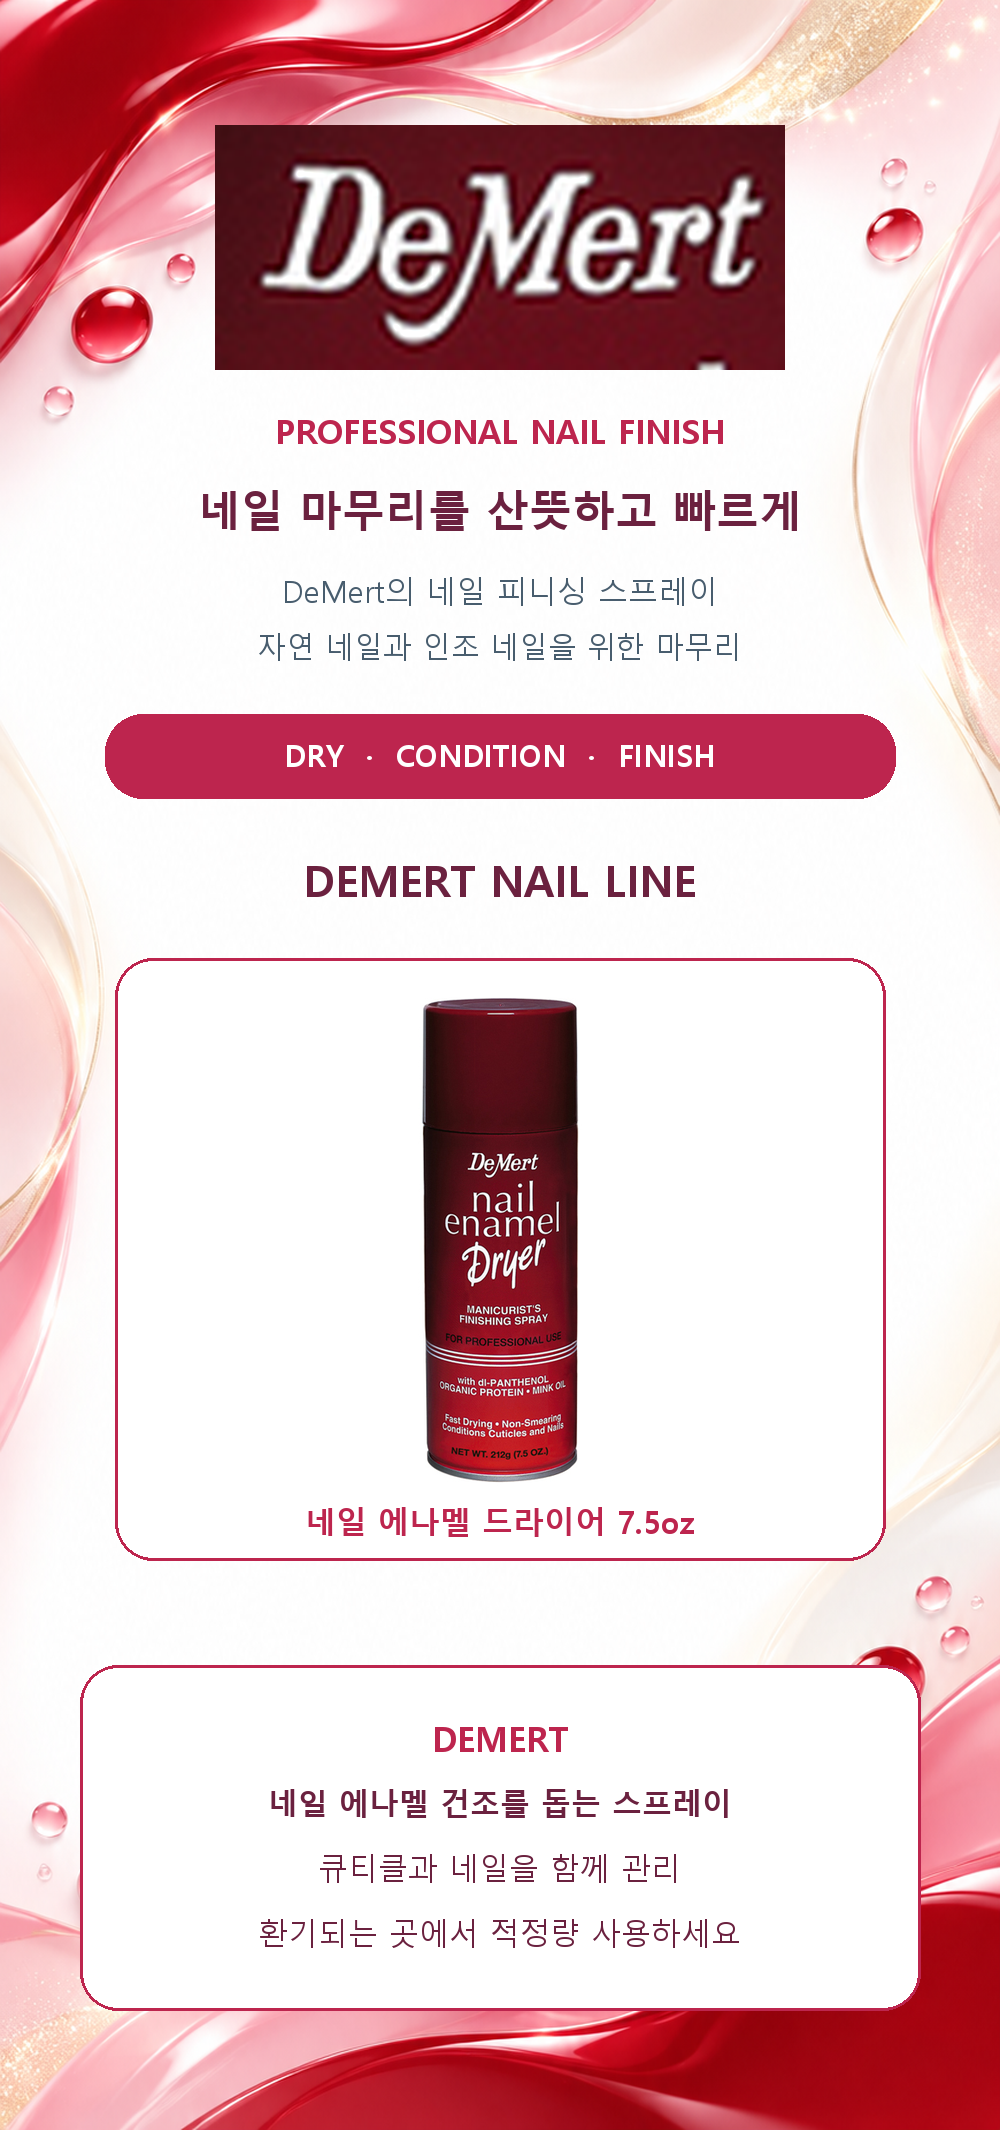 DeMert
PROFESSIONAL NAIL FINISH
네일 마무리를 산뜻하고 빠르게
DeMert의 네일 피니싱 스프레이
자연 네일과 인조 네일을 위한 마무리
DRY · CONDITION · FINISH
DEMERT NAIL LINE
DeMert
nail
enamel
Dryer
MANICURIST'S
FINISHING SPRAY
FOR PROFESSIONAL USE
with dl-PANTHENOL
ORGANIC PROTEIN • MINK OIL
Fast Drying • Non-Smearing
Conditions Cuticles and Nails
NET WT. 212g (7.5 OZ.)
네일 에나멜 드라이어 7.5oz
DEMERT
네일 에나멜 건조를 돕는 스프레이
큐티클과 네일을 함께 관리
환기되는 곳에서 적정량 사용하세요